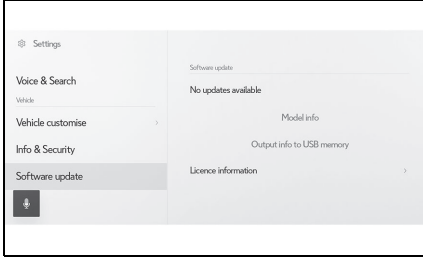 Settings
Voice & Search
Vehicle
Vehicle customise
Info & Security
Software update
Software update
No updates available
Model info
Output info to USB memory
Licence information